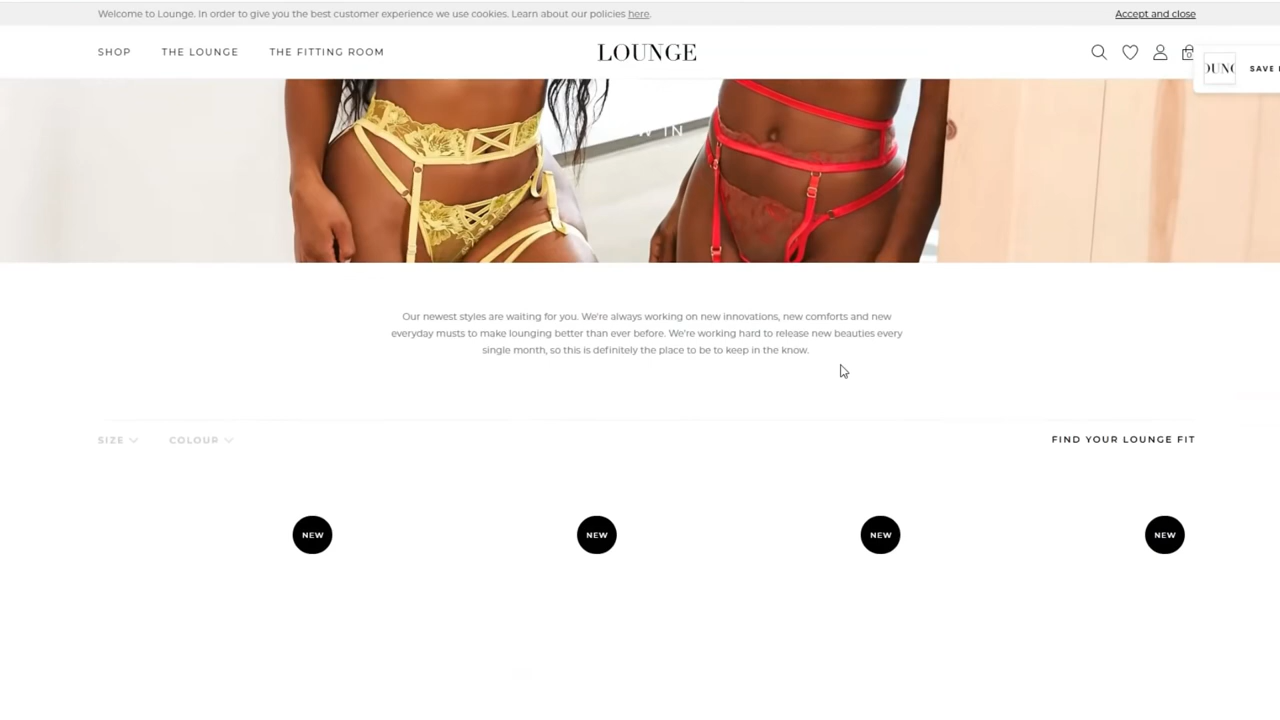 Welcome to Lounge. In order to give you the best customer experience we use cookies. Learn about our policies here.
Accept and close
SHOP
THE LOUNGE
THE FITTING ROOM
LOUNGE
0
SAVE
W IN
Our newest styles are waiting for you. We're always working on new innovations, new comforts and new
everyday musts to make lounging better than ever before. We're working hard to release new beauties every
single month, so this is definitely the place to be to keep in the know.
SIZE
COLOUR
FIND YOUR LOUNGE FIT
NEW
NEW
NEW
NEW